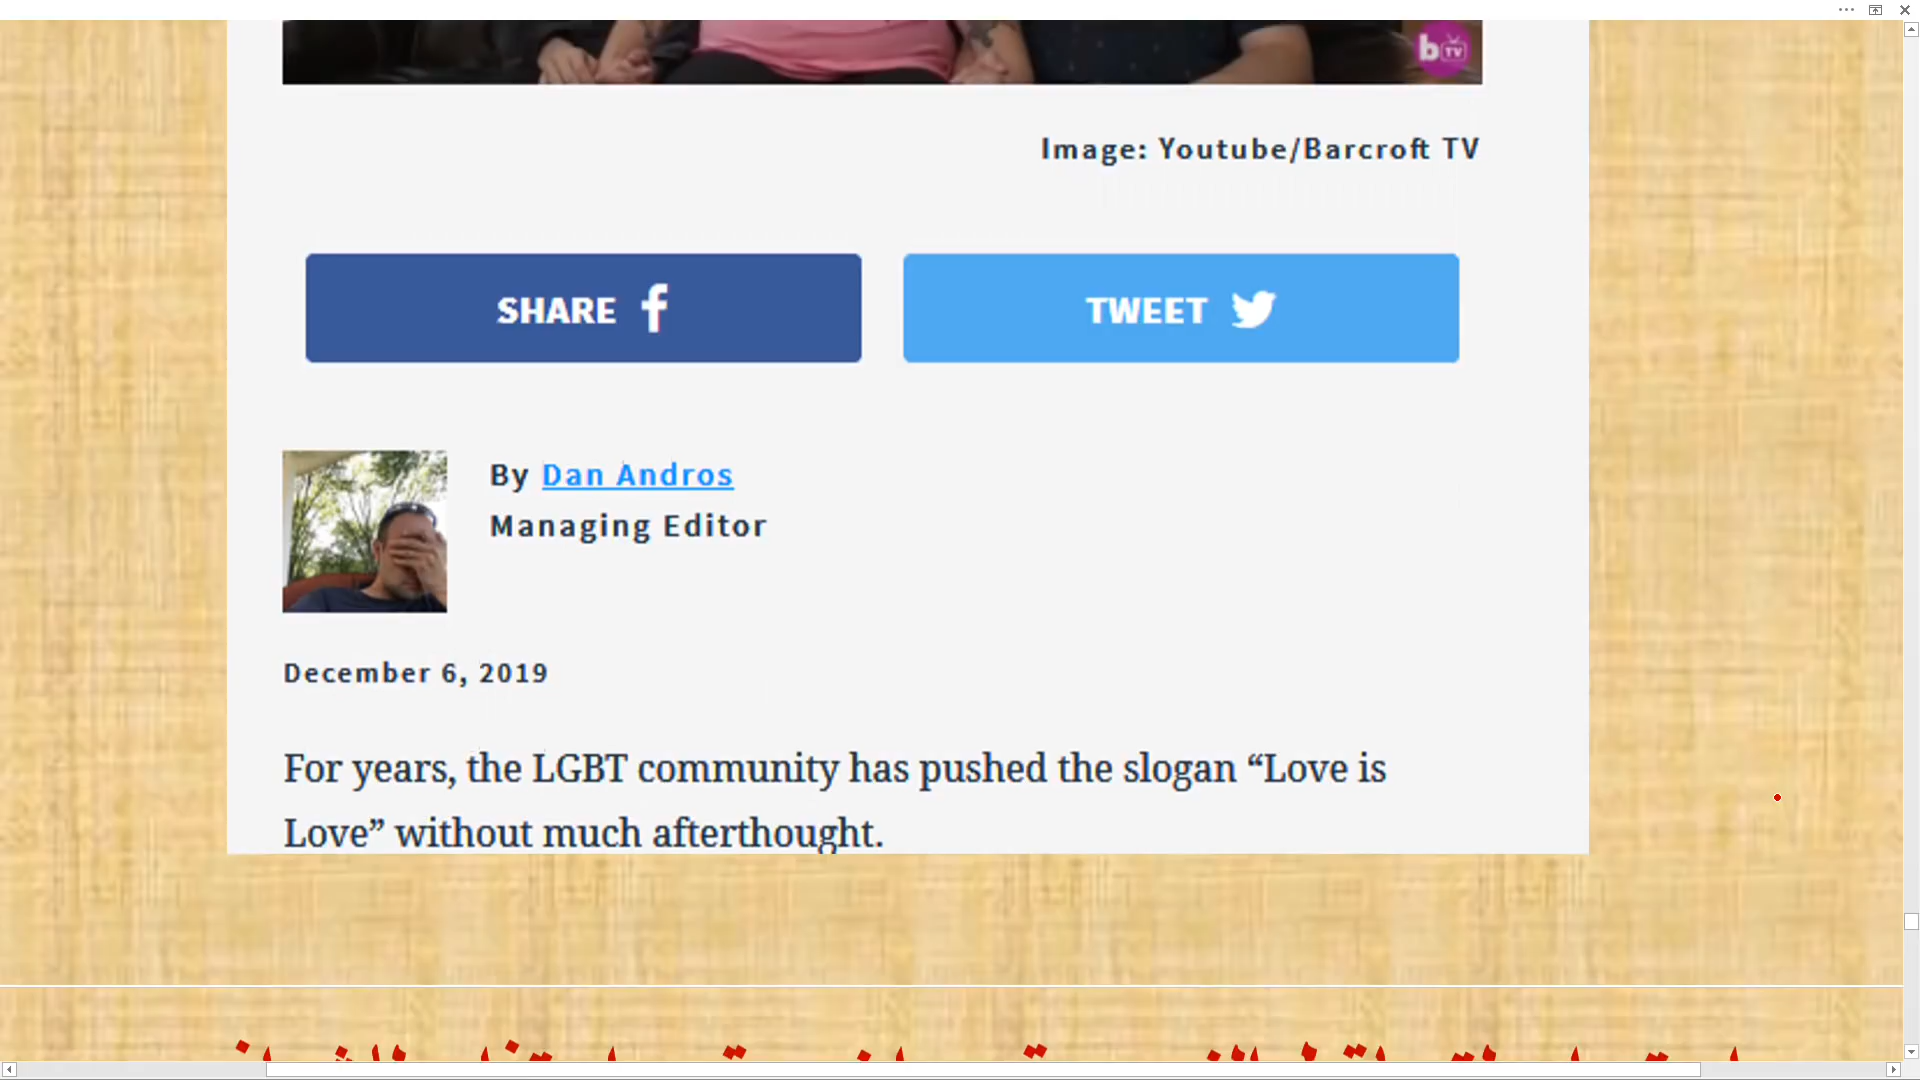 b TV
Image: Youtube/Barcroft TV
SHARE
TWEET
By Dan Andros
Managing Editor
December 6, 2019
For years, the LGBT community has pushed the slogan “Love is
Love” without much afterthought.